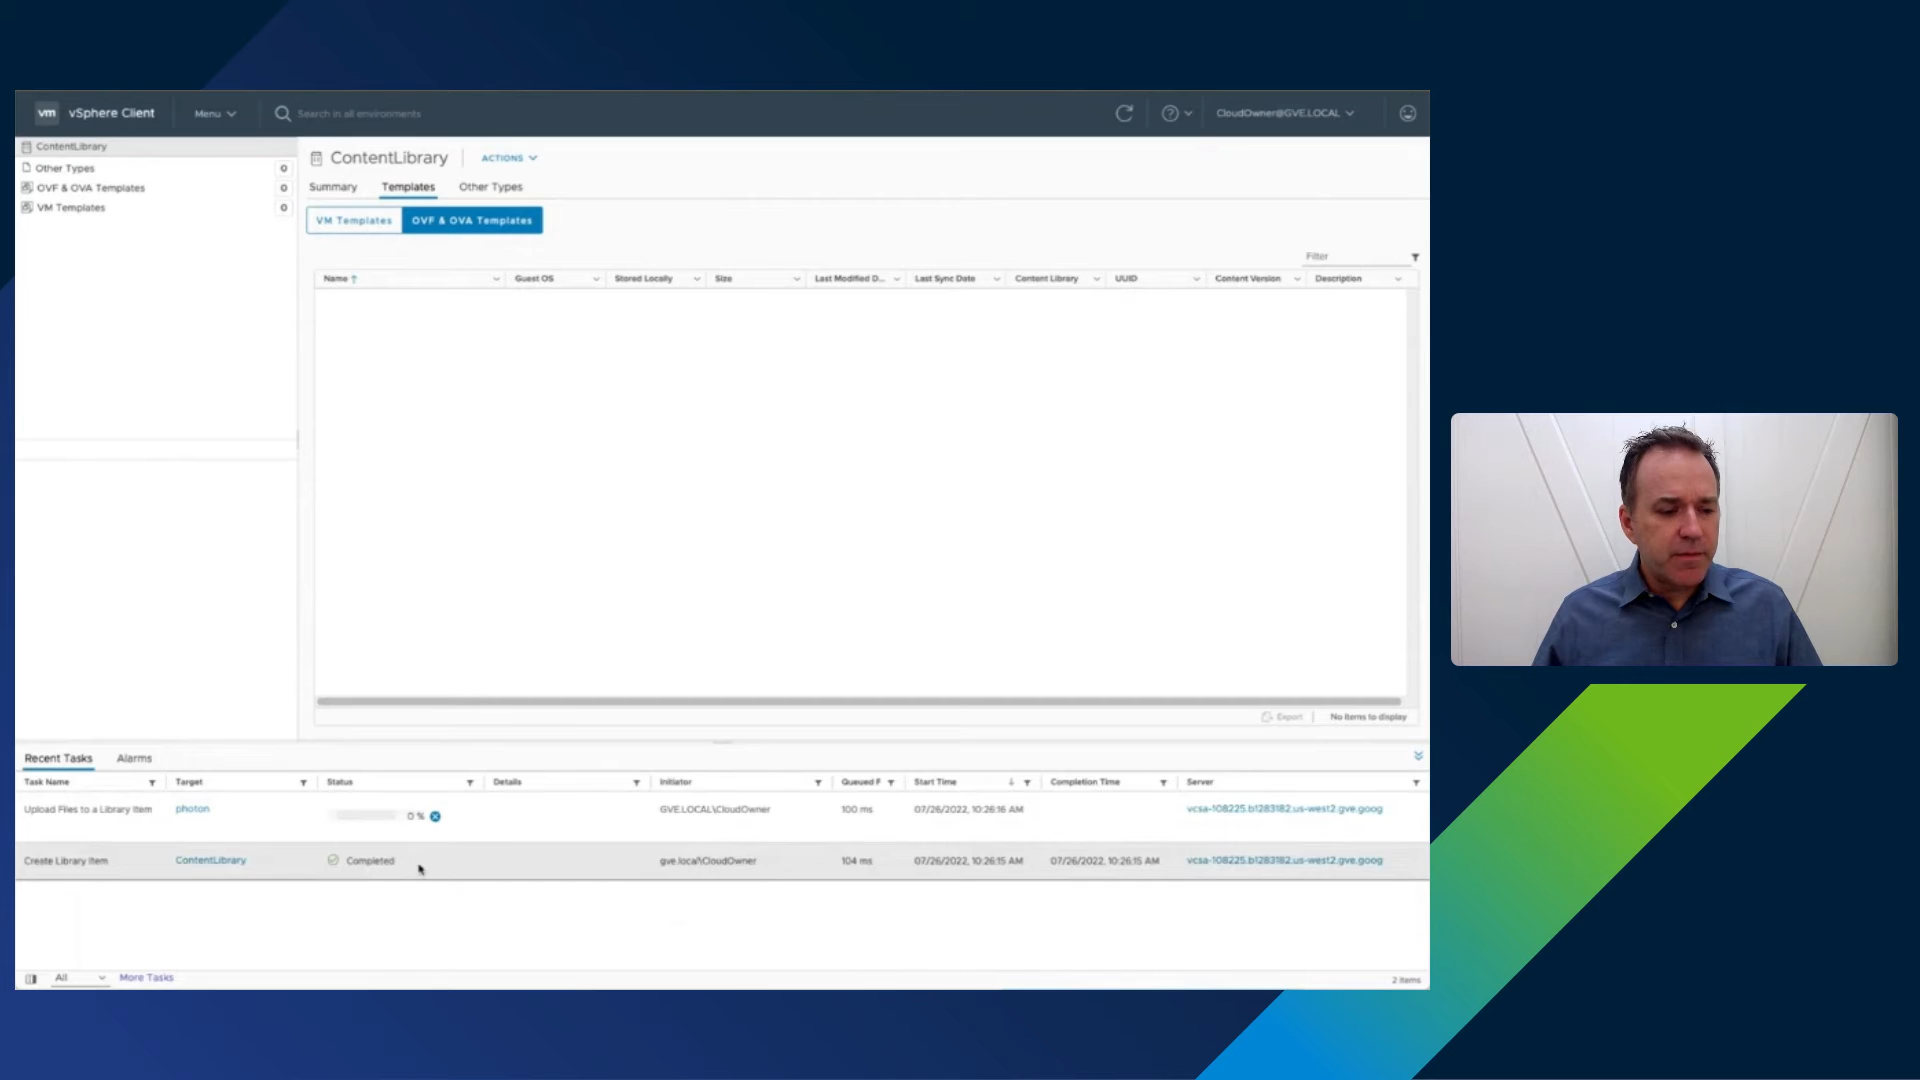 vm vSphere Client Menu Search in all environments CloudOwner@GVE.LOCAL
ContentLibrary
Other Types 0
OVF & OVA Templates 0
VM Templates 0
ContentLibrary ACTIONS
Summary Templates Other Types
VM Templates OVF & OVA Templates
Filter
Name Guest OS Stored Locally Size Last Modified D... Last Sync Date Content Library UUID Content Version Description
Export No items to display
Recent Tasks Alarms
Task Name Target Status Details Initiator Queued F Start Time Completion Time Server
Upload Files to a Library Item photon 0 % GVE.LOCAL\CloudOwner 100 ms 07/26/2022, 10:26:16 AM vcsa-108225.b1283182.us-west2.gve.goog
Create Library Item ContentLibrary Completed gve.local\CloudOwner 104 ms 07/26/2022, 10:26:15 AM 07/26/2022, 10:26:15 AM vcsa-108225.b1283182.us-west2.gve.goog
All More Tasks 2 items